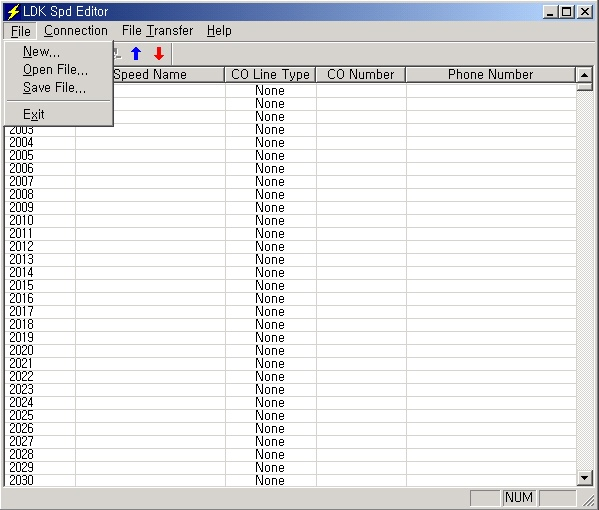 LDK Spd Editor
File Connection File Transfer Help
New...
Open File...
Save File...
Exit
Speed Name CO Line Type CO Number Phone Number
None
None
None
2003 None
2004 None
2005 None
2006 None
2007 None
2008 None
2009 None
2010 None
2011 None
2012 None
2013 None
2014 None
2015 None
2016 None
2017 None
2018 None
2019 None
2020 None
2021 None
2022 None
2023 None
2024 None
2025 None
2026 None
2027 None
2028 None
2029 None
2030 None
NUM